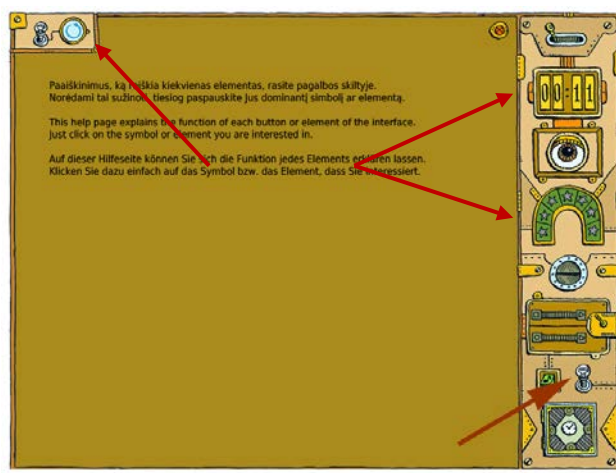 Paaiškinimus, ką reiškia kiekvienas elementas, rasite pagalbos skiltyje.
Norėdami tai sužinoti, tiesiog paspauskite jus dominantį simbolį ar elementą.
This help page explains the function of each button or element of the interface.
Just click on the symbol or element you are interested in.
Auf dieser Hilfeseite können Sie sich die Funktion jedes Elements erklären lassen.
Klicken Sie dazu einfach auf das Symbol bzw. das Element, dass Sie interessiert.
00:11